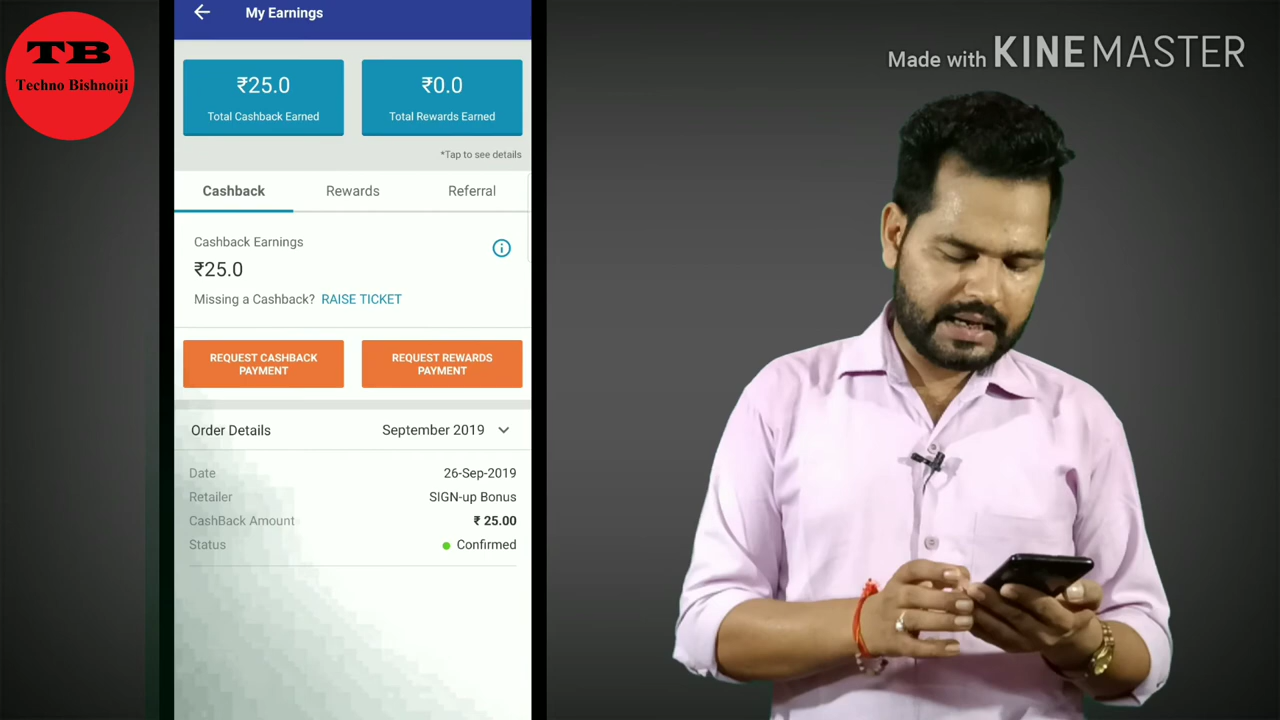 TB
Techno Bishnoiji
My Earnings
Made with KINEMASTER
₹25.0
Total Cashback Earned
₹0.0
Total Rewards Earned
*Tap to see details
Cashback
Rewards
Referral
Cashback Earnings
₹25.0
Missing a Cashback? RAISE TICKET
REQUEST CASHBACK
PAYMENT
REQUEST REWARDS
PAYMENT
Order Details
September 2019
Date
26-Sep-2019
Retailer
SIGN-up Bonus
CashBack Amount
₹ 25.00
Status
Confirmed